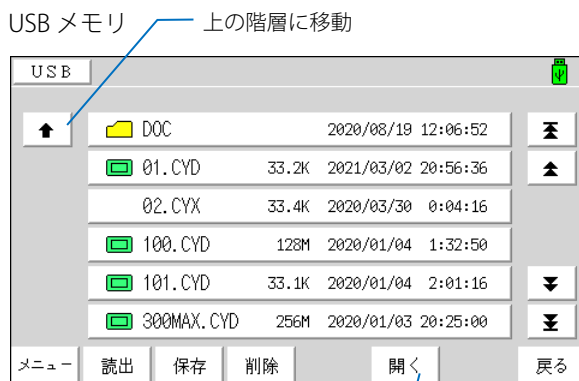 USB メモリ
上の階層に移動
USB
DOC 2020/08/19 12:06:52
01.CYD 33.2K 2021/03/02 20:56:36
02.CYX 33.4K 2020/03/30 0:04:16
100.CYD 128M 2020/01/04 1:32:50
101.CYD 33.1K 2020/01/04 2:01:16
300MAX.CYD 256M 2020/01/03 20:25:00
メニュー 読出 保存 削除 開く 戻る